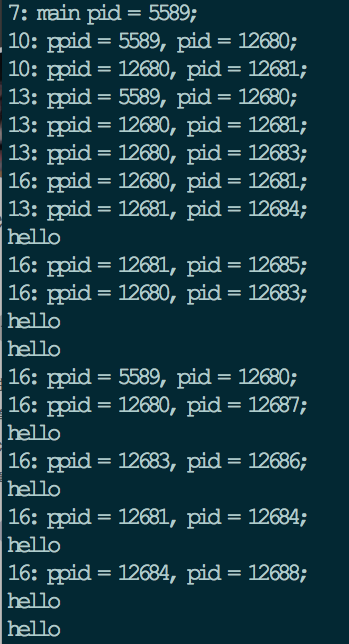 7: main pid = 5589;
10: ppid = 5589, pid = 12680;
10: ppid = 12680, pid = 12681;
13: ppid = 5589, pid = 12680;
13: ppid = 12680, pid = 12681;
13: ppid = 12680, pid = 12683;
16: ppid = 12680, pid = 12681;
13: ppid = 12681, pid = 12684;
hello
16: ppid = 12681, pid = 12685;
16: ppid = 12680, pid = 12683;
hello
hello
16: ppid = 5589, pid = 12680;
16: ppid = 12680, pid = 12687;
hello
16: ppid = 12683, pid = 12686;
hello
16: ppid = 12681, pid = 12684;
hello
16: ppid = 12684, pid = 12688;
hello
hello